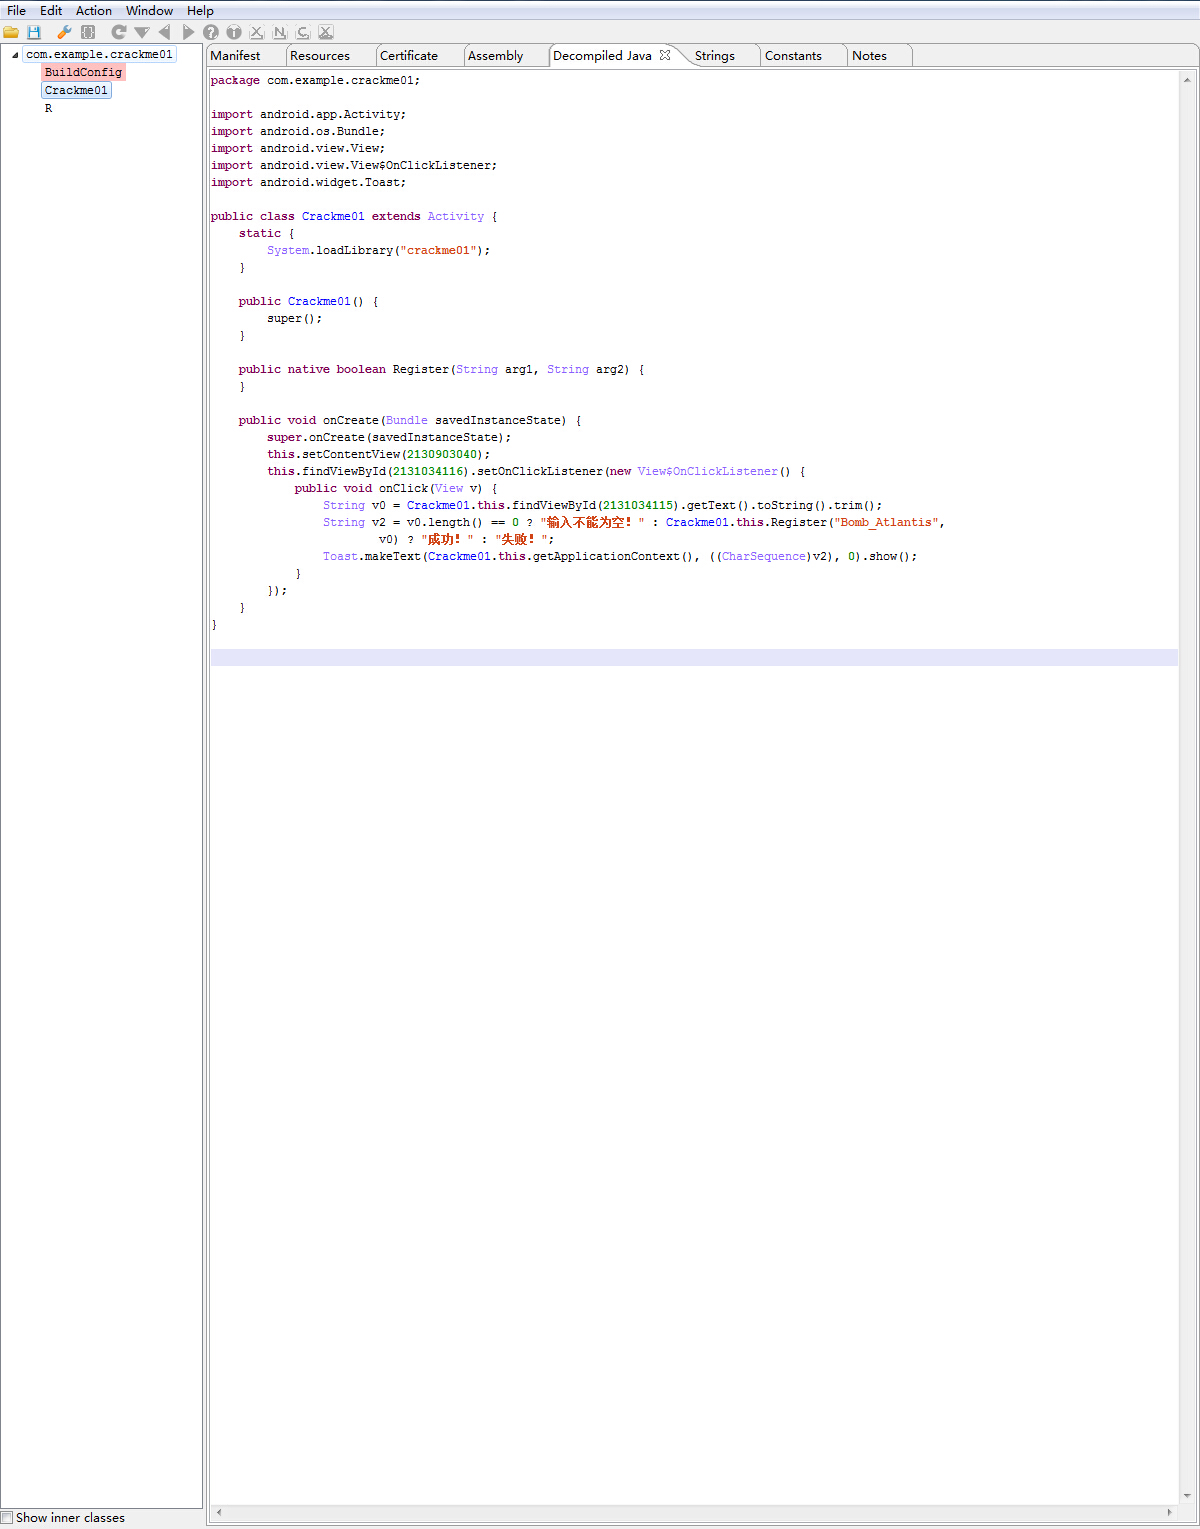 File Edit Action Window Help
com.example.crackme01
BuildConfig
Crackme01
R
Show inner classes
Manifest Resources Certificate Assembly Decompiled Java Strings Constants Notes
package com.example.crackme01;
import android.app.Activity;
import android.os.Bundle;
import android.view.View;
import android.view.View$OnClickListener;
import android.widget.Toast;
public class Crackme01 extends Activity {
static {
System.loadLibrary("crackme01");
}
public Crackme01() {
super();
}
public native boolean Register(String arg1, String arg2) {
}
public void onCreate(Bundle savedInstanceState) {
super.onCreate(savedInstanceState);
this.setContentView(2130903040);
this.findViewById(2131034116).setOnClickListener(new View$OnClickListener() {
public void onClick(View v) {
String v0 = Crackme01.this.findViewById(2131034115).getText().toString().trim();
String v2 = v0.length() == 0 ? "输入不能为空！" : Crackme01.this.Register("Bomb_Atlantis",
v0) ? "成功！" : "失败！";
Toast.makeText(Crackme01.this.getApplicationContext(), ((CharSequence)v2), 0).show();
}
});
}
}